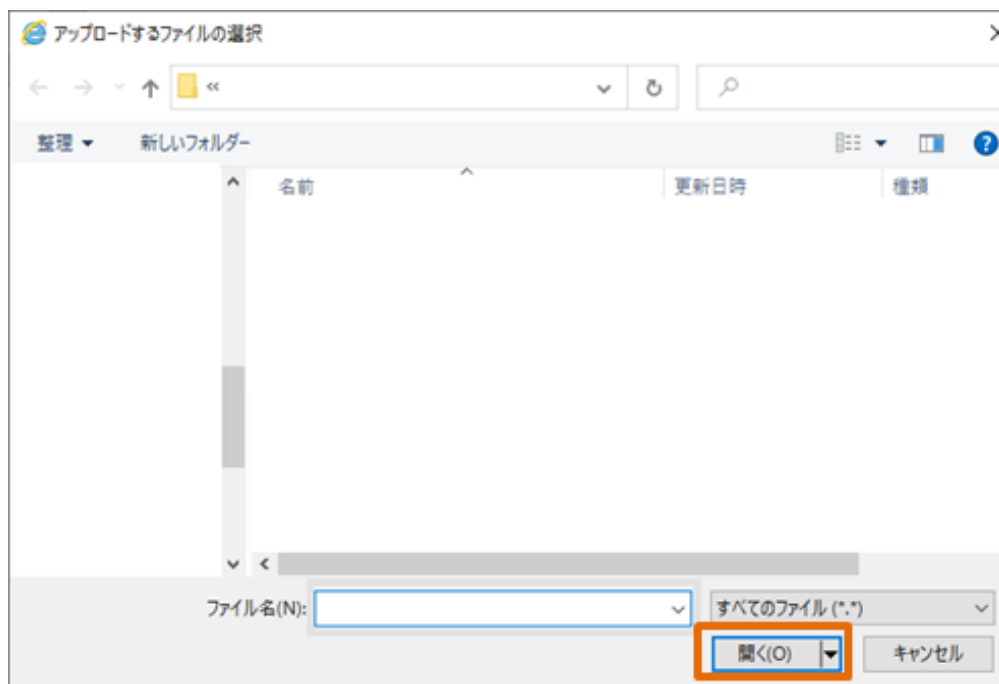 アップロードするファイルの選択
«
整理 新しいフォルダー
名前 更新日時 種類
ファイル名(N): すべてのファイル (*.*)
開く(O) キャンセル